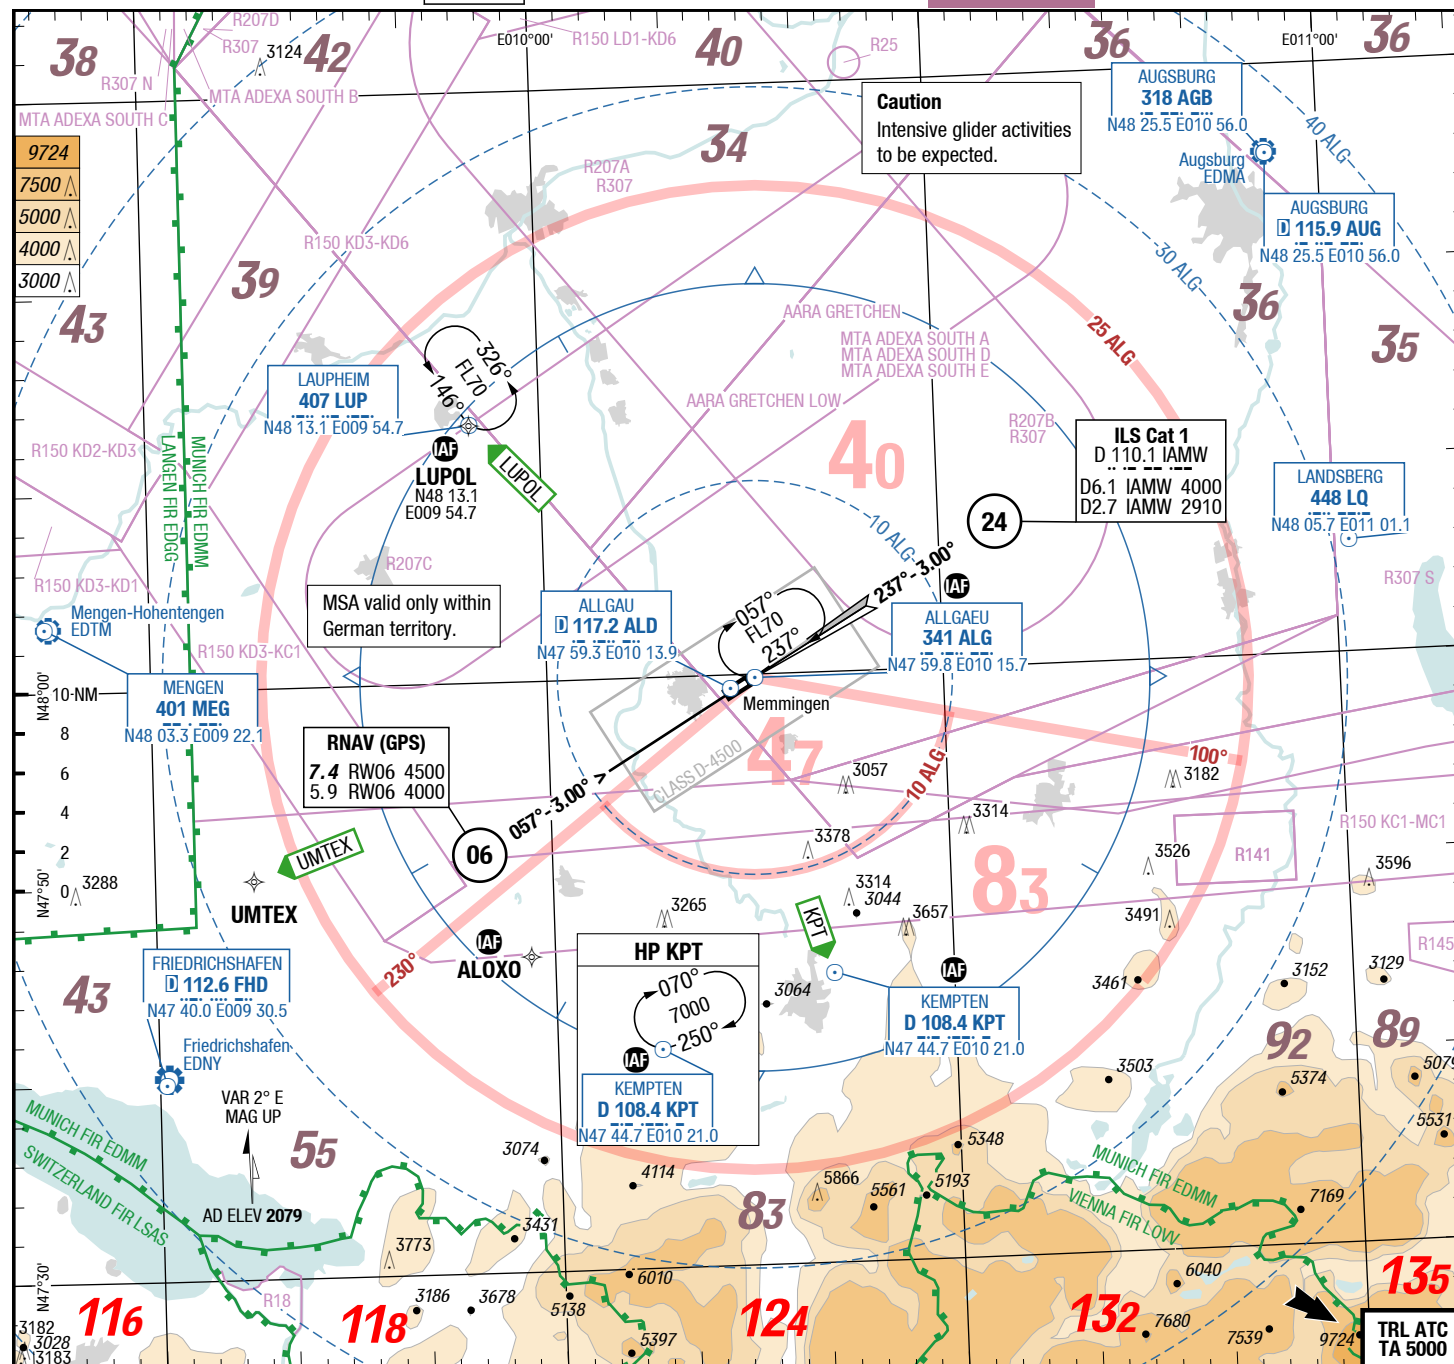 R207D
R307
3124
42
38
R307 N
MTA ADEXA SOUTH B
MTA ADEXA SOUTH C
E010°00'
R150 LD1-KD6
40
R25
36
E011°00'
36
AUGSBURG
318 AGB
N48 25.5 E010 56.0
40 ALG
Caution
Intensive glider activities
to be expected.
9724
7500
5000
4000
3000
34
R207A
R307
Augsburg
EDMA
AUGSBURG
D 115.9 AUG
N48 25.5 E010 56.0
R150 KD3-KD6
39
43
30 ALG
36
35
AARA GRETCHEN
MTA ADEXA SOUTH A
MTA ADEXA SOUTH D
MTA ADEXA SOUTH E
25 ALG
326°
FL70
146°
LAUPHEIM
407 LUP
N48 13.1 E009 54.7
AARA GRETCHEN LOW
R207B
R307
IAF
LUPOL
N48 13.1
E009 54.7
LUPOL
R150 KD2-KD3
LANGEN FIR EDGG
MUNICH FIR EDMM
40
ILS Cat 1
D 110.1 IAMW
D6.1 IAMW 4000
D2.7 IAMW 2910
24
LANDSBERG
448 LQ
N48 05.7 E011 01.1
10 ALG
R207C
R150 KD3-KD1
237°-3.00°
IAF
R307 S
MSA valid only within
German territory.
Mengen-Hohentengen
EDTM
ALLGAU
D 117.2 ALD
N47 59.3 E010 13.9
057°
FL70
237°
ALLGAEU
341 ALG
N47 59.8 E010 15.7
R150 KD3-KC1
MENGEN
401 MEG
N48 03.3 E009 22.1
N48°00'
10 NM
8
6
4
2
0
N47°50'
Memmingen
RNAV (GPS)
7.4 RW06 4500
5.9 RW06 4000
CLASS D-4500
47
10 ALG
100°
3057
3182
057°-3.00°
06
3314
3378
R150 KC1-MC1
UMTEX
3526
R141
3596
3288
UMTEX
83
3314
3044
3265
KPT
3657
3491
IAF
ALOXO
R145
230°
HP KPT
070°
7000
250°
IAF
KEMPTEN
D 108.4 KPT
N47 44.7 E010 21.0
3064
IAF
KEMPTEN
D 108.4 KPT
N47 44.7 E010 21.0
3461
3152
3129
FRIEDRICHSHAFEN
D 112.6 FHD
N47 40.0 E009 30.5
43
Friedrichshafen
EDNY
92
89
3503
5374
5079
5531
VAR 2° E
MAG UP
MUNICH FIR EDMM
SWITZERLAND FIR LSAS
55
3074
4114
5348
5866
5561
5193
MUNICH FIR EDMM
VIENNA FIR LOW
7169
AD ELEV 2079
83
3431
3773
6010
6040
N47°30'
R18
3186
3678
5138
116
118
124
132
135
5397
7680
7539
9724
3182
3028
3183
TRL ATC
TA 5000